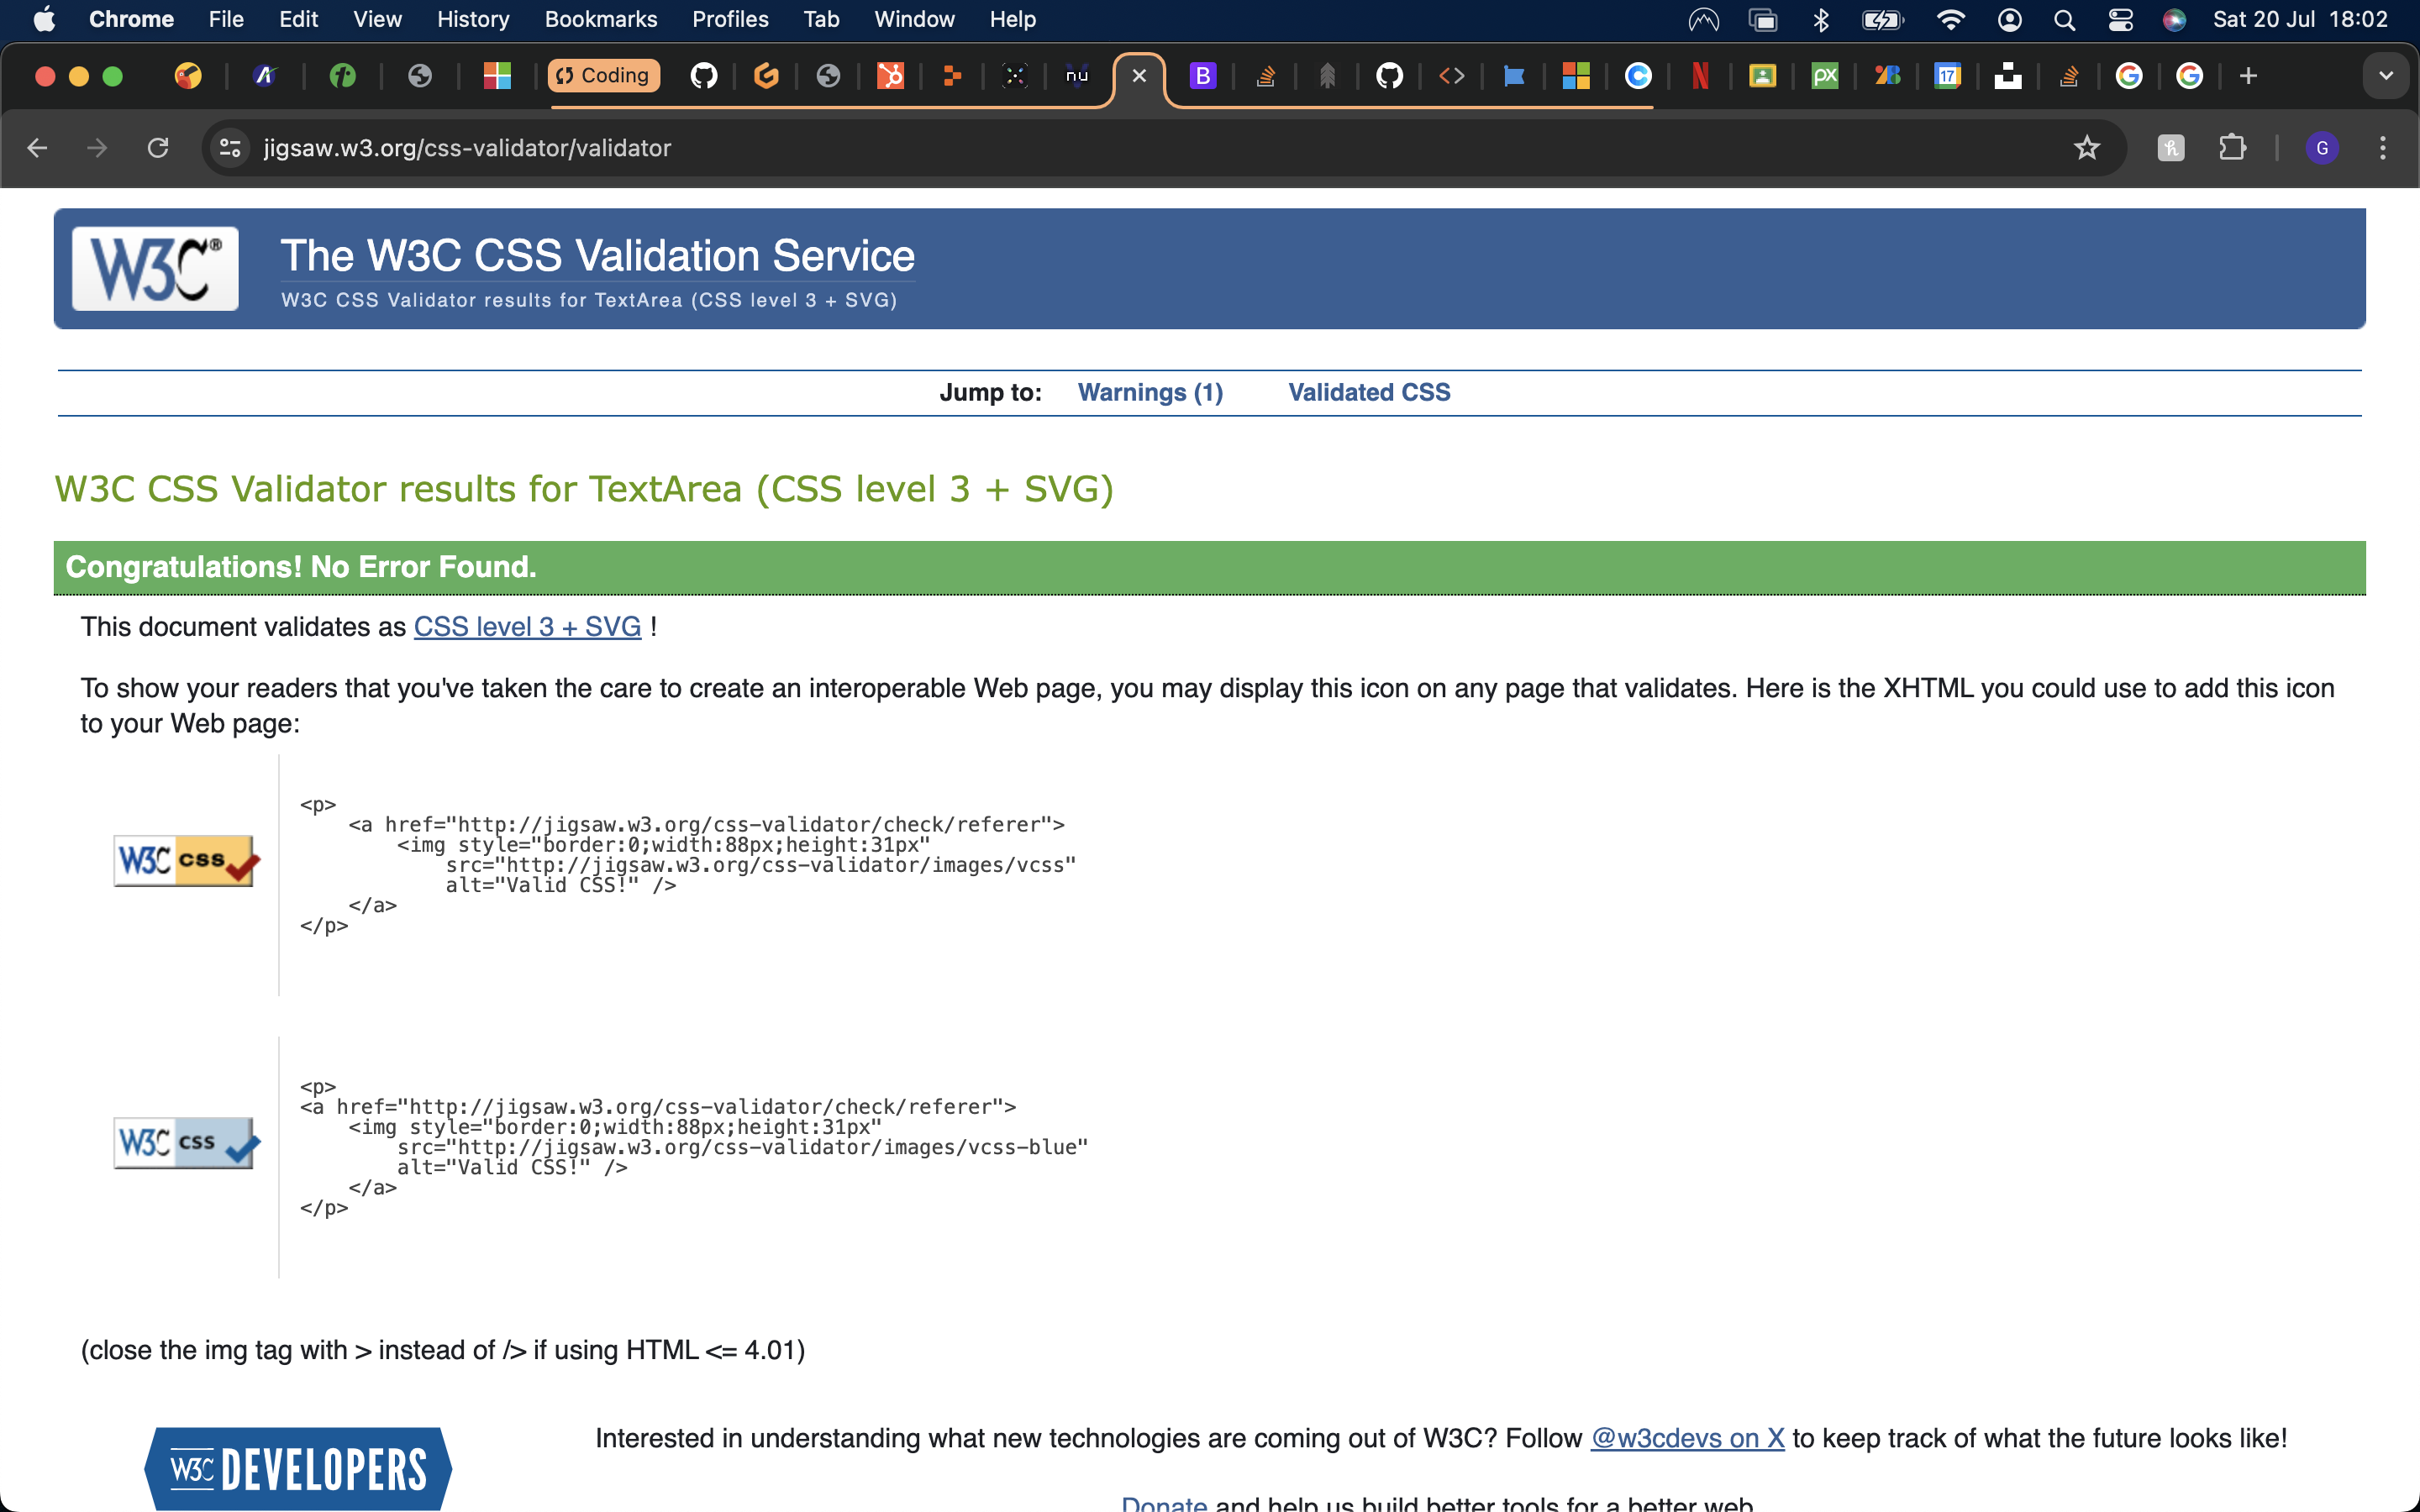 Chrome File Edit View History Bookmarks Profiles Tab Window Help Sat 20 Jul 18:02
Coding nu B px 17
jigsaw.w3.org/css-validator/validator G
W3C® The W3C CSS Validation Service
W3C CSS Validator results for TextArea (CSS level 3 + SVG)
Jump to: Warnings (1) Validated CSS
W3C CSS Validator results for TextArea (CSS level 3 + SVG)
Congratulations! No Error Found.
This document validates as CSS level 3 + SVG !
To show your readers that you've taken the care to create an interoperable Web page, you may display this icon on any page that validates. Here is the XHTML you could use to add this icon
to your Web page:
W3C css
<p>
<a href="http://jigsaw.w3.org/css-validator/check/referer">
<img style="border:0;width:88px;height:31px"
src="http://jigsaw.w3.org/css-validator/images/vcss"
alt="Valid CSS!" />
</a>
</p>
W3C css
<p>
<a href="http://jigsaw.w3.org/css-validator/check/referer">
<img style="border:0;width:88px;height:31px"
src="http://jigsaw.w3.org/css-validator/images/vcss-blue"
alt="Valid CSS!" />
</a>
</p>
(close the img tag with > instead of /> if using HTML <= 4.01)
W3C DEVELOPERS
Interested in understanding what new technologies are coming out of W3C? Follow @w3cdevs on X to keep track of what the future looks like!
Donate and help us build better tools for a better web.